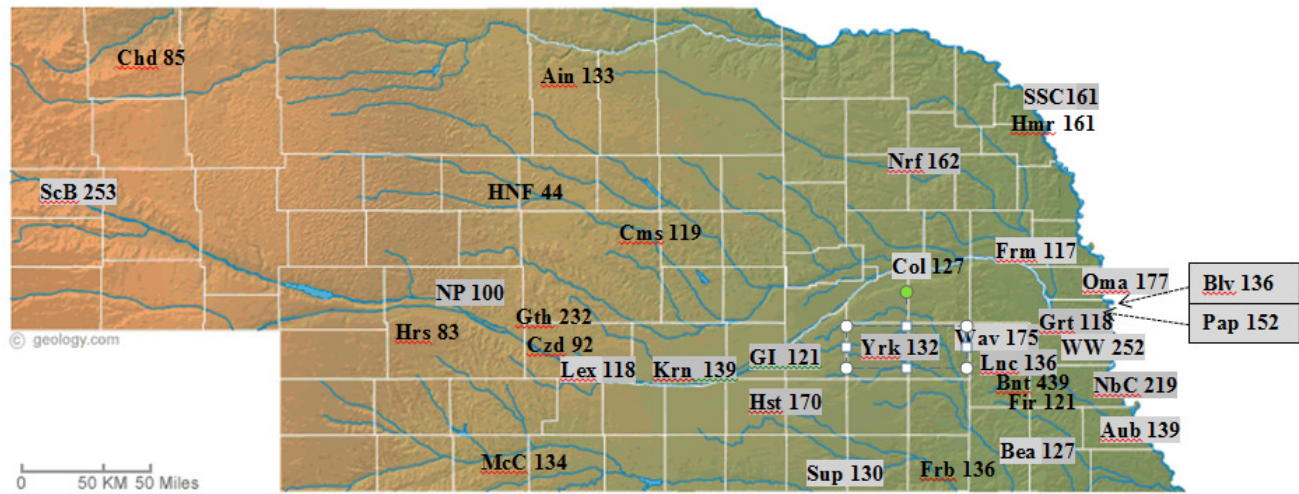 Chd 85
Ain 133
SSC161
Hmr 161
Nrf 162
ScB 253
HNF 44
Cms 119
Frm 117
Col 127
Oma 177
Blv 136
NP 100
Pap 152
Gth 232
Grt 118
Hrs 83
Wav 175
© geology.com
Czd 92
Yrk 132
WW 252
GI 121
Lnc 136
Lex 118
Krn 139
Bnt 439
NbC 219
Hst 170
Fir 121
Aub 139
Bea 127
McC 134
Sup 130
Frb 136
0 50 KM 50 Miles